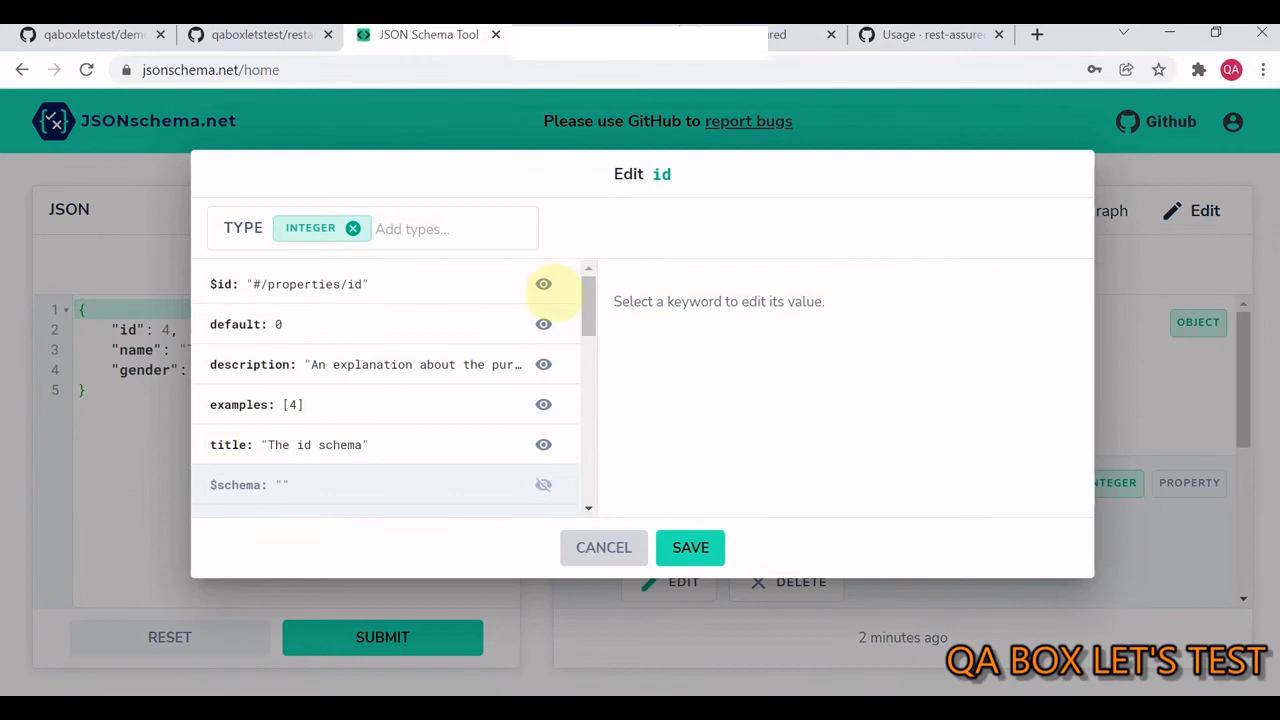 qaboxletstest/dem
qaboxletstest/resta
JSON Schema Tool
ured
Usage · rest-assured
jsonschema.net/home
QA
JSONschema.net
Please use GitHub to report bugs
Github
Edit id
JSON
raph
Edit
TYPE
INTEGER
Add types...
$id: "#/properties/id"
default: 0
description: "An explanation about the pur…
examples: [4]
title: "The id schema"
$schema: ""
Select a keyword to edit its value.
1 {
2 "id": 4,
3 "name": "
4 "gender":
5 }
OBJECT
NTEGER
PROPERTY
CANCEL
SAVE
EDIT
DELETE
RESET
SUBMIT
2 minutes ago
QA BOX LET'S TEST